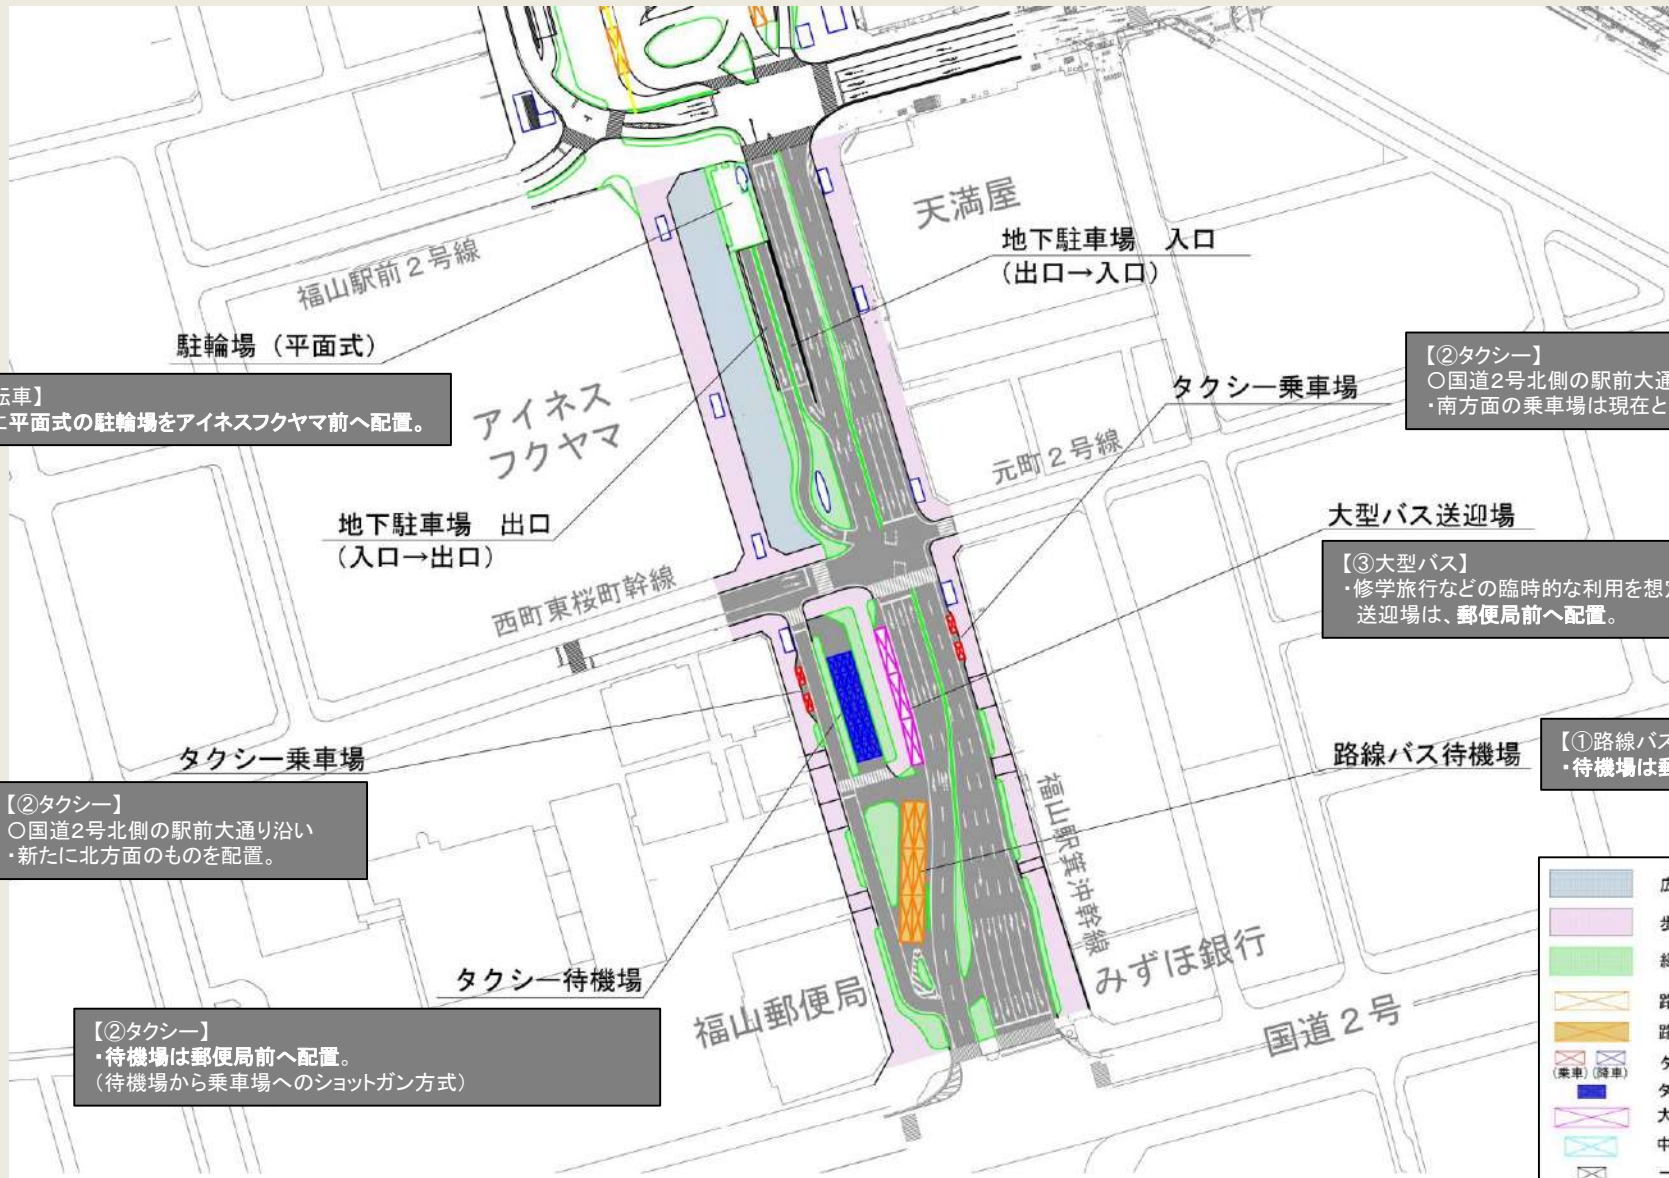 天満屋
地下駐車場　入口
(出口→入口)
福山駅前２号線
駐輪場（平面式）
転車】
に平面式の駐輪場をアイネスフクヤマ前へ配置。
アイネス
フクヤマ
タクシー乗車場
【②タクシー】
○国道2号北側の駅前大通
・南方面の乗車場は現在と
元町２号線
地下駐車場　出口
(入口→出口)
大型バス送迎場
【③大型バス】
・修学旅行などの臨時的な利用を想定
送迎場は、郵便局前へ配置。
西町東桜町幹線
タクシー乗車場
【②タクシー】
○国道2号北側の駅前大通り沿い
・新たに北方面のものを配置。
路線バス待機場
【①路線バス
・待機場は郵
福山駅箕沖幹線
みずほ銀行
タクシー待機場
福山郵便局
国道２号
【②タクシー】
・待機場は郵便局前へ配置。
(待機場から乗車場へのショットガン方式)
広
歩
緑
路
路
(乗車)(降車)
タ
タ
大
中
一